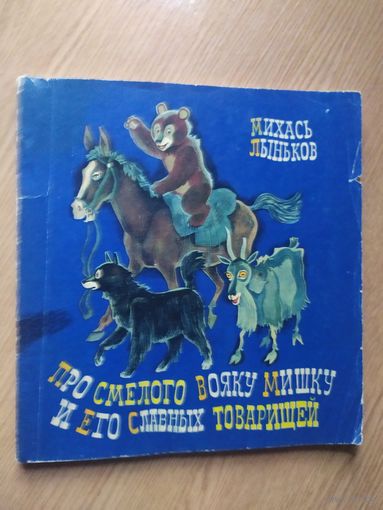 Михась
Лыньков
Про смелого вояку Мишку
и его славных товарищей